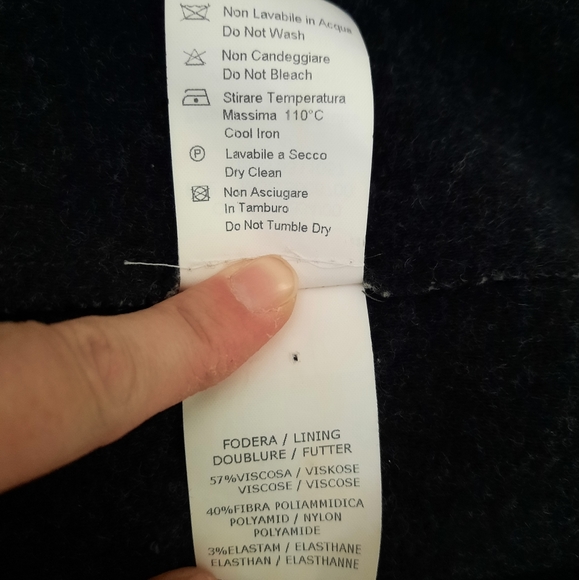 Non Lavabile in Acqua
Do Not Wash
Non Candeggiare
Do Not Bleach
Stirare Temperatura
Massima 110°C
Cool Iron
P
Lavabile a Secco
Dry Clean
Non Asciugare
In Tamburo
Do Not Tumble Dry
FODERA / LINING
DOUBLURE / FUTTER
57%VISCOSA / VISKOSE
VISCOSE / VISCOSE
40%FIBRA POLIAMMIDICA
POLYAMID / NYLON
POLYAMIDE
3%ELASTAM / ELASTHANE
ELASTHAN / ELASTHANNE